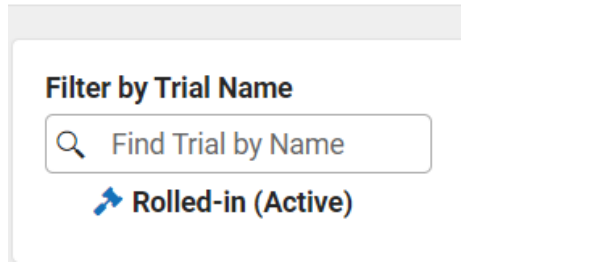 Filter by Trial Name
Find Trial by Name
Rolled-in (Active)